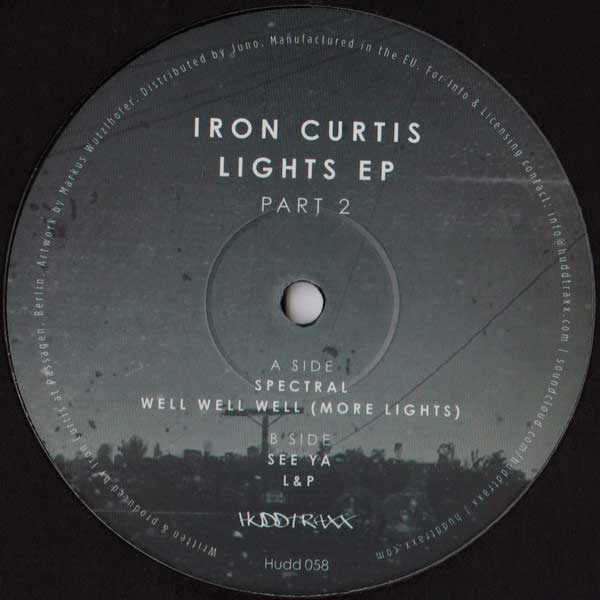 IRON CURTIS
LIGHTS EP
PART 2
A SIDE
SPECTRAL
WELL WELL WELL (MORE LIGHTS)
B SIDE
SEE YA
L&P
HUDDTRAXX
Hudd 058
Written & produced by Iron Curtis at Passagen, Berlin. Artwork by Markus Wutzlhofer. Distributed by Juno. Manufactured in the EU. For Info & Licensing contact: info@huddtraxx.com | soundcloud.com/huddtraxx | huddtraxx.com